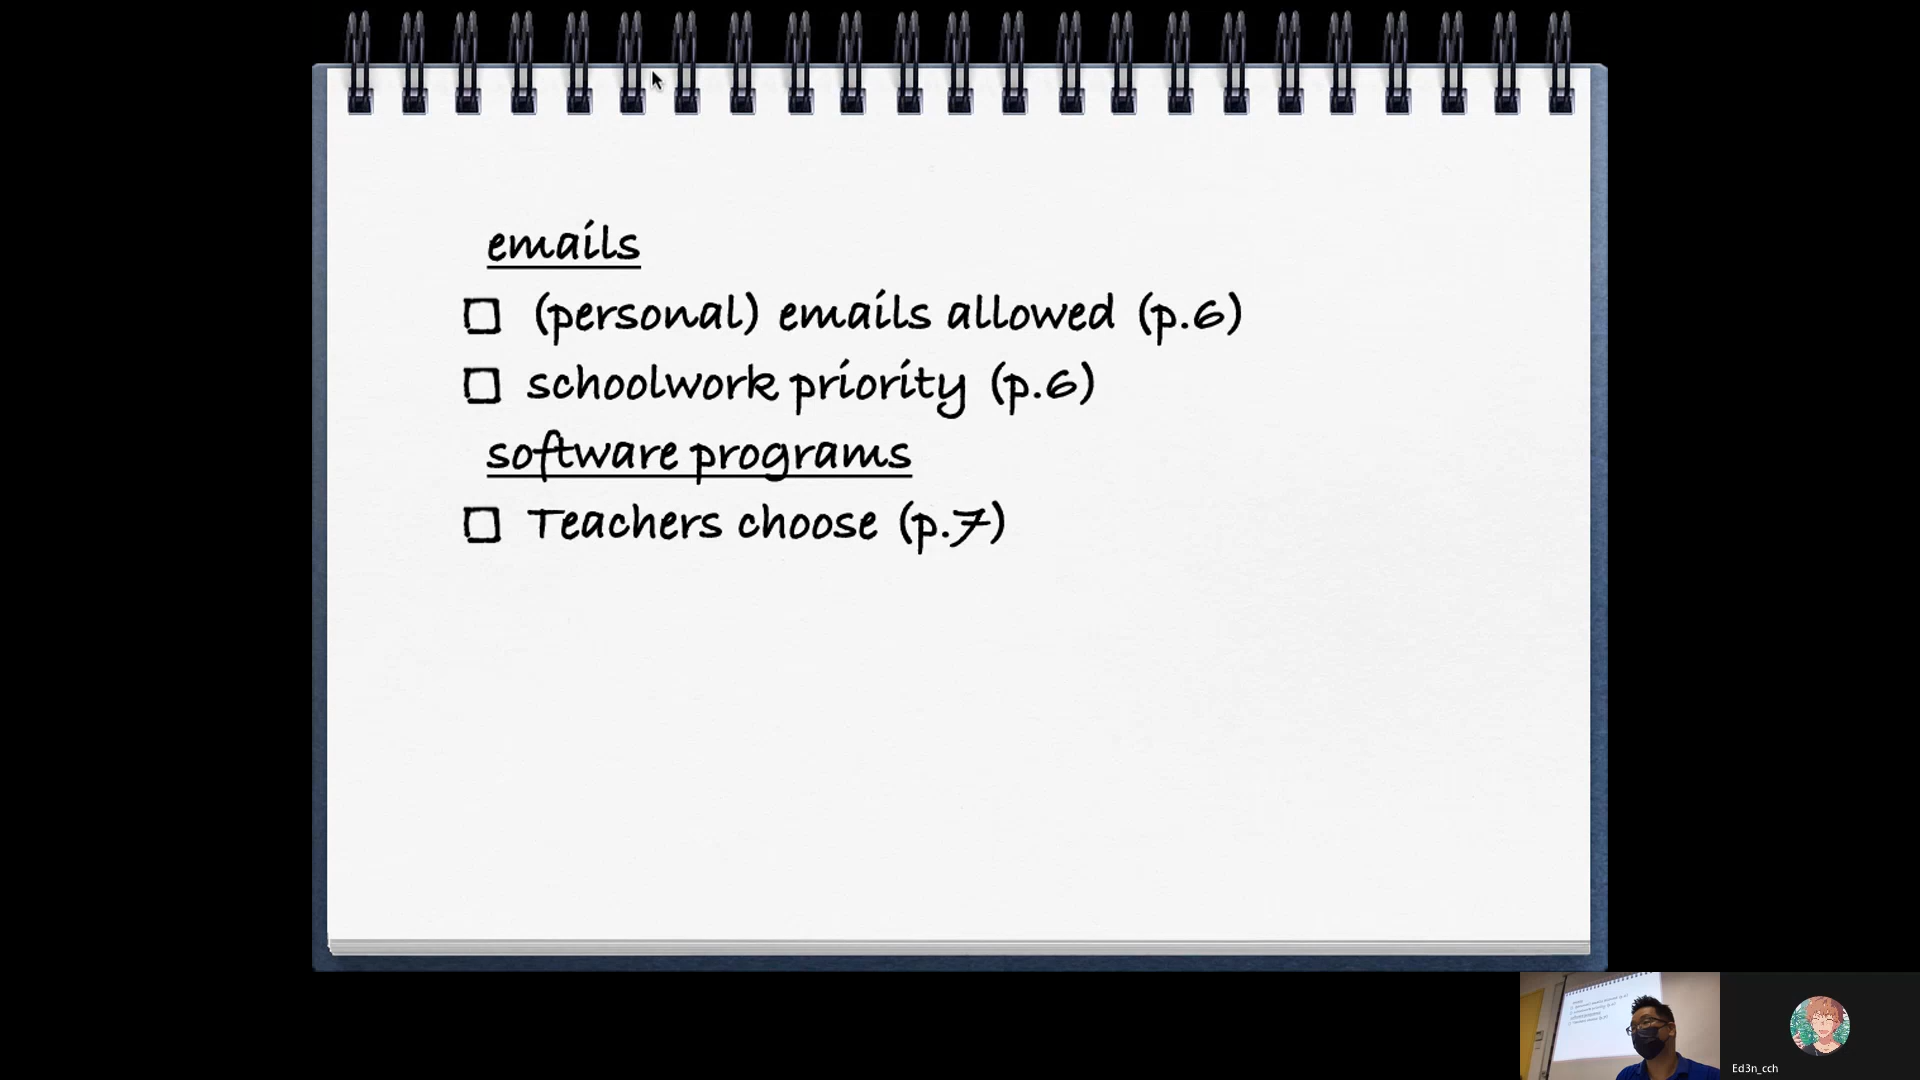 emails
(personal) emails allowed (p.6)
schoolwork priority (p.6)
software programs
Teachers choose (p.7)
Ed3n_cch